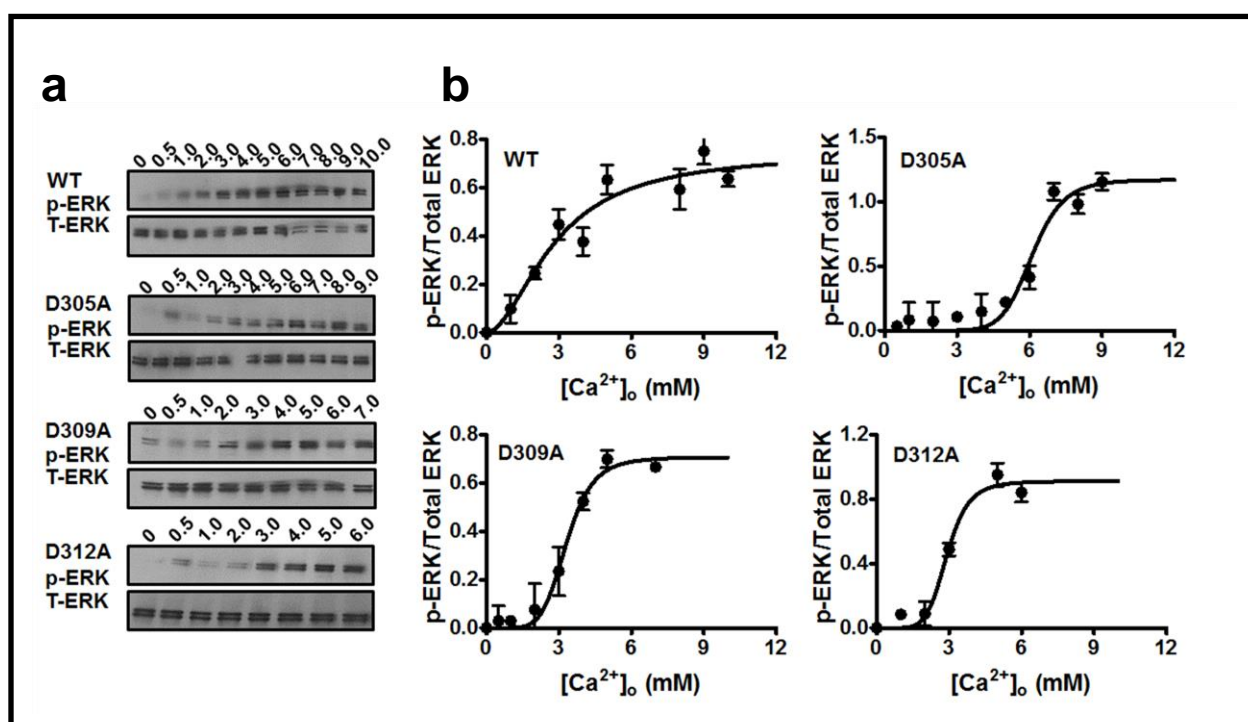 a
b
0 0.5 1.0 2.0 3.0 4.0 5.0 6.0 7.0 8.0 9.0 10.0
WT
p-ERK
T-ERK
0 0.5 1.0 2.0 3.0 4.0 5.0 6.0 7.0 8.0 9.0
D305A
p-ERK
T-ERK
0 0.5 1.0 2.0 3.0 4.0 5.0 6.0 7.0
D309A
p-ERK
T-ERK
0 0.5 1.0 2.0 3.0 4.0 5.0 6.0
D312A
p-ERK
T-ERK
p-ERK/Total ERK
0.8
0.6
0.4
0.2
0.0
WT
0 3 6 9 12
[Ca²⁺]ₒ (mM)
p-ERK/Total ERK
1.5
1.0
0.5
0.0
D305A
0 3 6 9 12
[Ca²⁺]ₒ (mM)
p-ERK/Total ERK
0.8
0.6
0.4
0.2
0.0
D309A
0 3 6 9 12
[Ca²⁺]ₒ (mM)
p-ERK/Total ERK
1.2
0.8
0.4
0.0
D312A
0 3 6 9 12
[Ca²⁺]ₒ (mM)